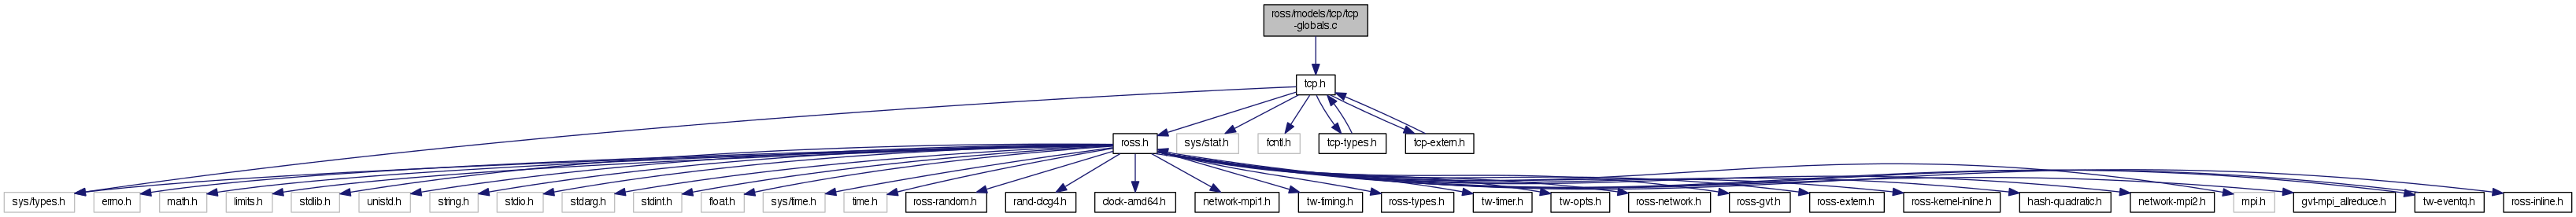 ross/models/tcp/tcp
-globals.c
tcp.h
ross.h
sys/stat.h
fcntl.h
tcp-types.h
tcp-extern.h
sys/types.h
errno.h
math.h
limits.h
stdlib.h
unistd.h
string.h
stdio.h
stdarg.h
stdint.h
float.h
sys/time.h
time.h
ross-random.h
rand-clcg4.h
clock-amd64.h
network-mpi1.h
tw-timing.h
ross-types.h
tw-timer.h
tw-opts.h
ross-network.h
ross-gvt.h
ross-extern.h
ross-kernel-inline.h
hash-quadratic.h
network-mpi2.h
mpi.h
gvt-mpi_allreduce.h
tw-eventq.h
ross-inline.h